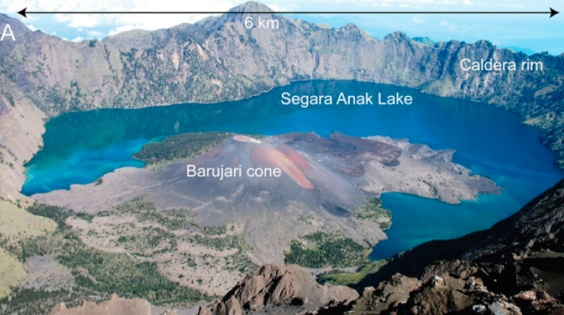 6 km
A
Caldera rim
Segara Anak Lake
Barujari cone